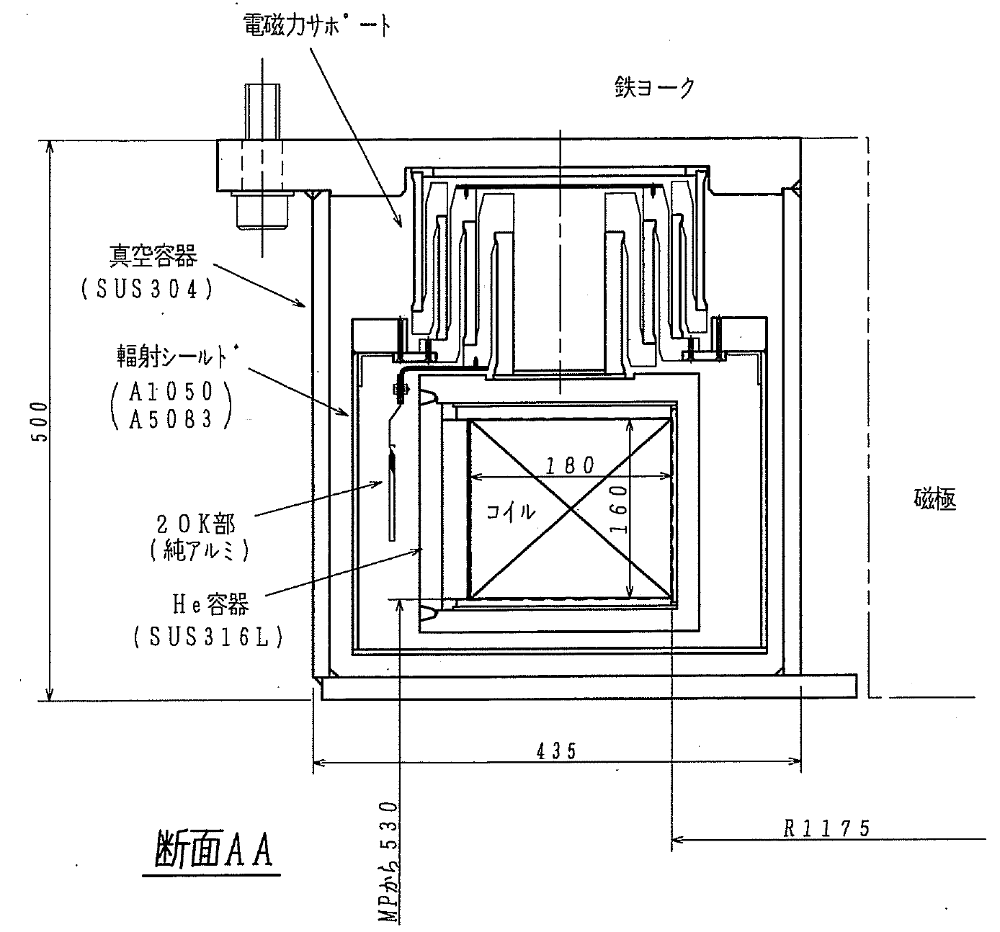 電磁力サポート
鉄ヨーク
真空容器
(SUS304)
輻射シールド
(A1050
A5083)
500
180
160
コイル
磁極
20K部
(純アルミ)
He容器
(SUS316L)
435
MPから530
R1175
断面AA